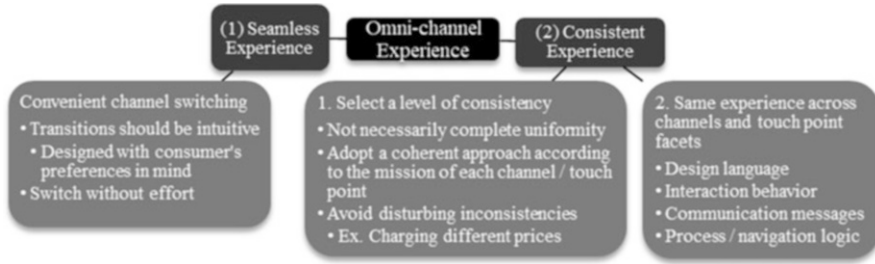 (1) Seamless
Experience
Omni-channel
Experience
(2) Consistent
Experience
Convenient channel switching
• Transitions should be intuitive
• Designed with consumer's
preferences in mind
• Switch without effort
1. Select a level of consistency
• Not necessarily complete uniformity
• Adopt a coherent approach according
to the mission of each channel / touch
point
• Avoid disturbing inconsistencies
• Ex. Charging different prices
2. Same experience across
channels and touch point
facets
• Design language
• Interaction behavior
• Communication messages
• Process / navigation logic